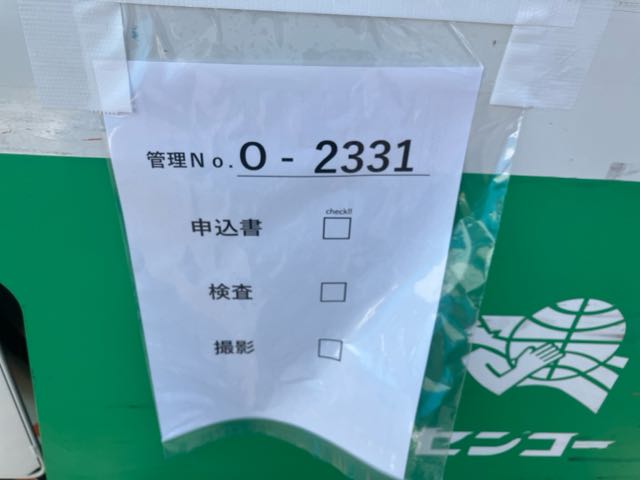 管理No.O-2331
check!!
申込書 □
検査 □
撮影 □
センコー